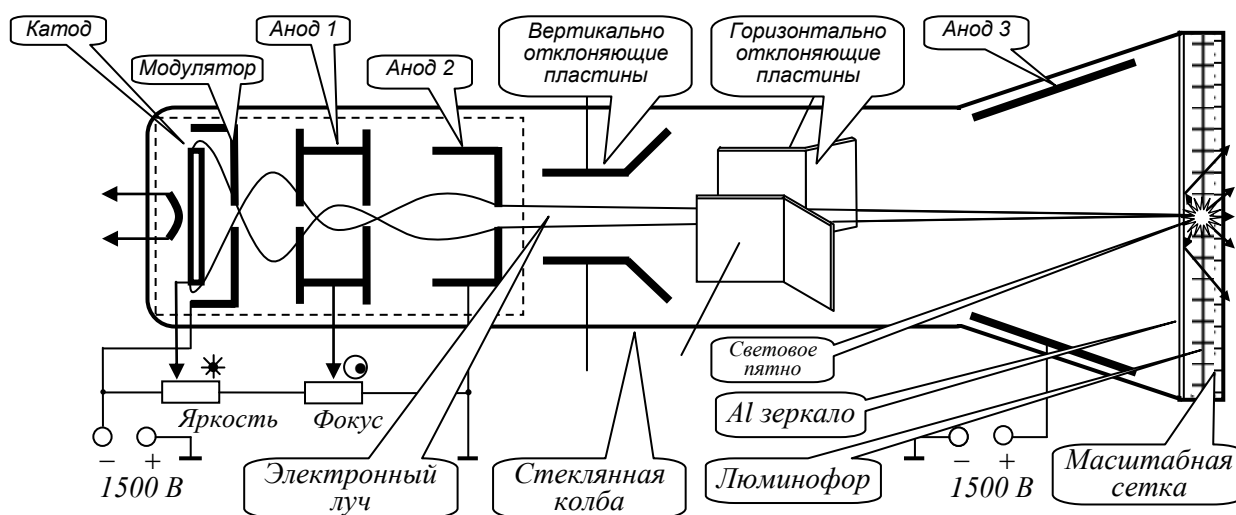 Катод
Модулятор
Анод 1
Анод 2
Вертикально
отклоняющие
пластины
Горизонтально
отклоняющие
пластины
Анод 3
Яркость
Фокус
− +
1500 В
Электронный
луч
Стеклянная
колба
Световое
пятно
Al зеркало
Люминофор
− +
1500 В
Масштабная
сетка